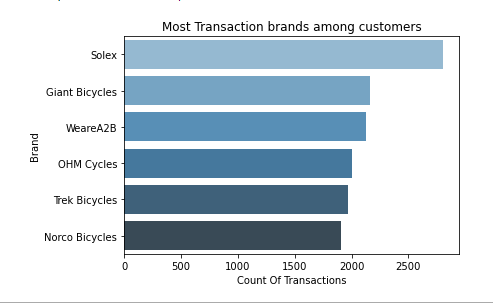 Most Transaction brands among customers
Solex
Giant Bicycles
WeareA2B
OHM Cycles
Trek Bicycles
Norco Bicycles
Brand
0 500 1000 1500 2000 2500
Count Of Transactions